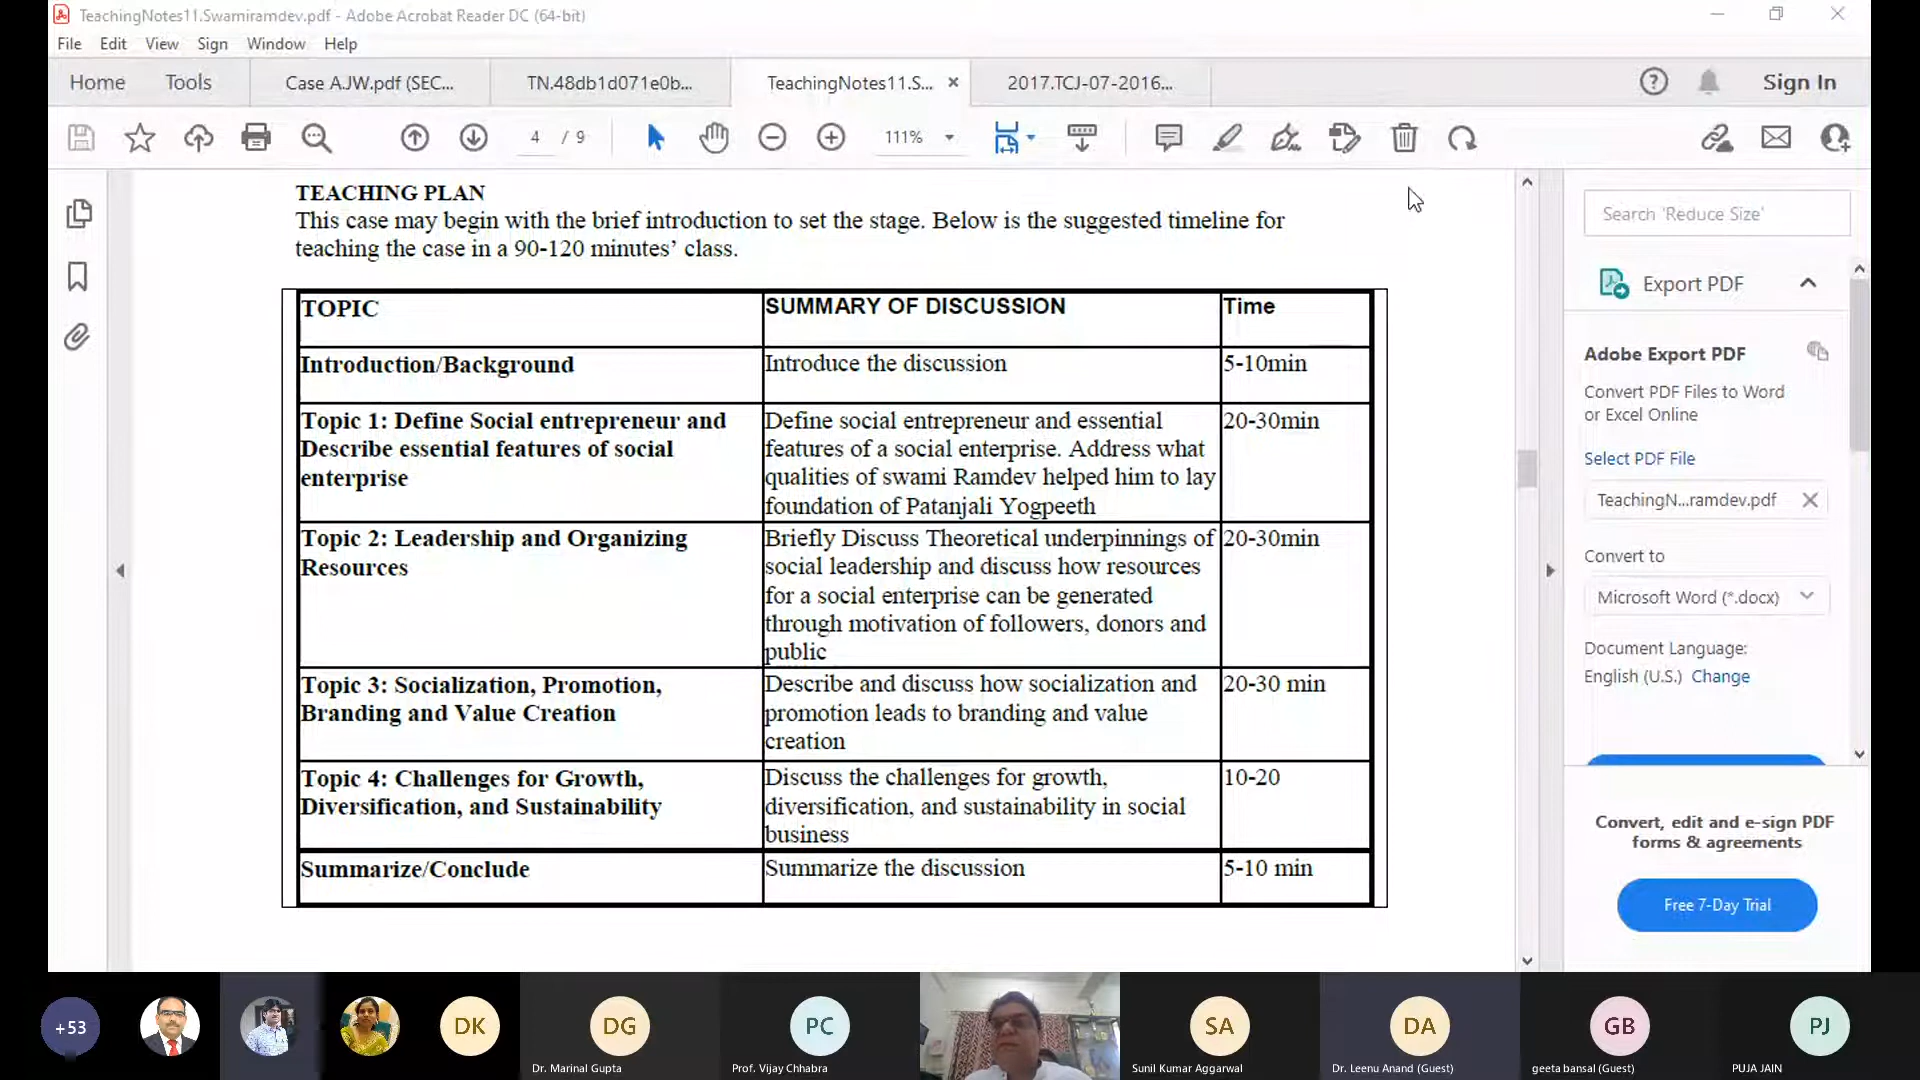 TeachingNotes11.Swamiramdev.pdf - Adobe Acrobat Reader DC (64-bit)
File Edit View Sign Window Help
Home Tools Case A.JW.pdf (SEC... TN.48db1d071e0b... TeachingNotes11.S... 2017.TCJ-07-2016... Sign In
4 / 9 111%
TEACHING PLAN
This case may begin with the brief introduction to set the stage. Below is the suggested timeline for
teaching the case in a 90-120 minutes’ class.
TOPIC
SUMMARY OF DISCUSSION
Time
Introduction/Background
Introduce the discussion
5-10min
Topic 1: Define Social entrepreneur and
Describe essential features of social
enterprise
Define social entrepreneur and essential
features of a social enterprise. Address what
qualities of swami Ramdev helped him to lay
foundation of Patanjali Yogpeeth
20-30min
Topic 2: Leadership and Organizing
Resources
Briefly Discuss Theoretical underpinnings of
social leadership and discuss how resources
for a social enterprise can be generated
through motivation of followers, donors and
public
20-30min
Topic 3: Socialization, Promotion,
Branding and Value Creation
Describe and discuss how socialization and
promotion leads to branding and value
creation
20-30 min
Topic 4: Challenges for Growth,
Diversification, and Sustainability
Discuss the challenges for growth,
diversification, and sustainability in social
business
10-20
Summarize/Conclude
Summarize the discussion
5-10 min
Search 'Reduce Size'
Export PDF
Adobe Export PDF
Convert PDF Files to Word
or Excel Online
Select PDF File
TeachingN...ramdev.pdf
Convert to
Microsoft Word (*.docx)
Document Language:
English (U.S.) Change
Convert, edit and e-sign PDF
forms & agreements
Free 7-Day Trial
+53
DK
DG
Dr. Marinal Gupta
PC
Prof. Vijay Chhabra
SA
Sunil Kumar Aggarwal
DA
Dr. Leenu Anand (Guest)
GB
geeta bansal (Guest)
PJ
PUJA JAIN